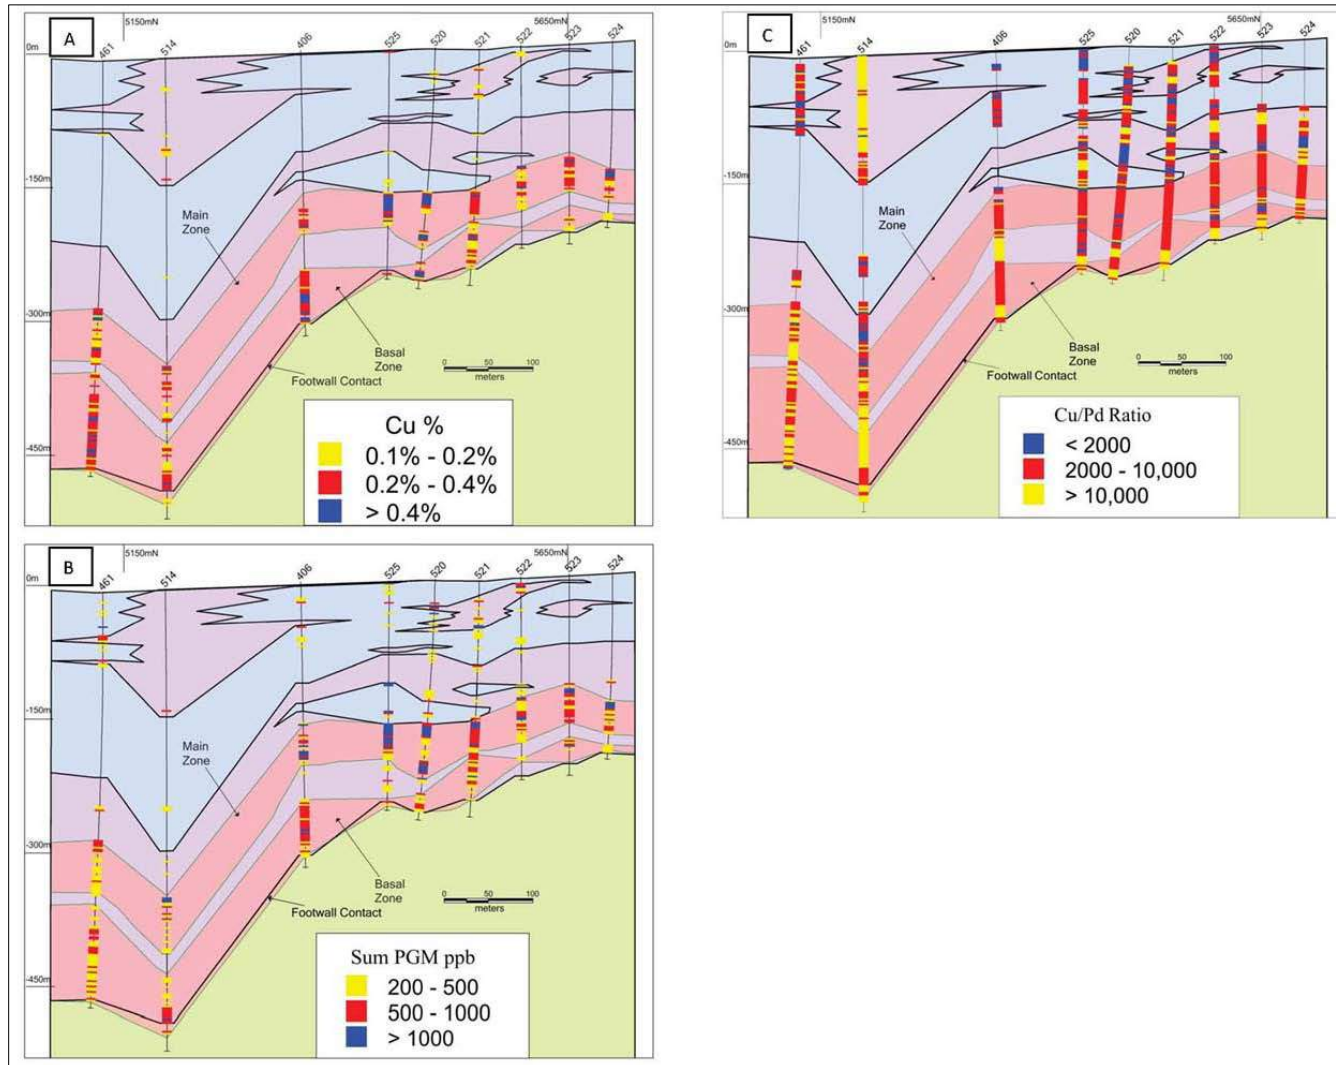 A
5150mN
5650mN
461
514
406
525
520
521
522
523
524
0m
-150m
-300m
-450m
Main
Zone
Basal
Zone
Footwall Contact
0 50 100
meters
Cu %
0.1% - 0.2%
0.2% - 0.4%
> 0.4%
B
5150mN
5650mN
461
514
406
525
520
521
522
523
524
0m
-150m
-300m
-450m
Main
Zone
Basal
Zone
Footwall Contact
0 50 100
meters
Sum PGM ppb
200 - 500
500 - 1000
> 1000
C
5150mN
5650mN
461
514
406
525
520
521
522
523
524
0m
-150m
-300m
-450m
Main
Zone
Basal
Zone
Footwall Contact
0 50 100
meters
Cu/Pd Ratio
< 2000
2000 - 10,000
> 10,000